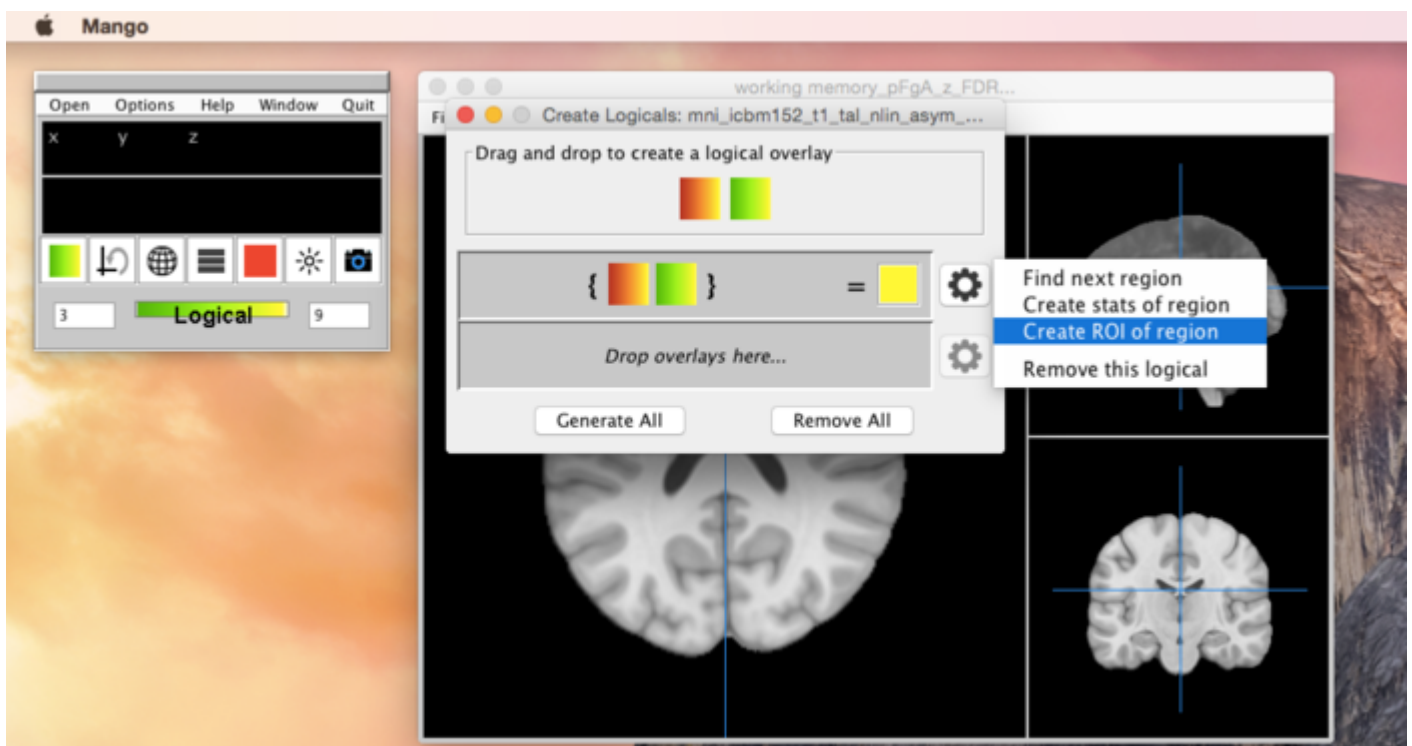 Mango
Open Options Help Window Quit
x y z
3 Logical 9
working memory_pFgA_z_FDR...
Fi
Create Logicals: mni_icbm152_t1_tal_nlin_asym_...
Drag and drop to create a logical overlay
{ } =
Drop overlays here...
Generate All Remove All
Find next region
Create stats of region
Create ROI of region
Remove this logical